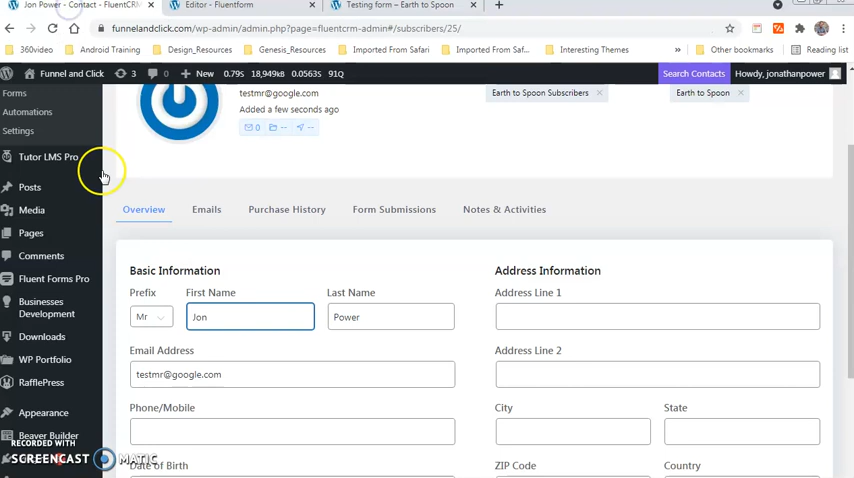 Jon Power - Contact - FluentCRM
Editor - Fluentform
Testing form – Earth to Spoon
funnelandclick.com/wp-admin/admin.php?page=fluentcrm-admin#/subscribers/25/
360video
Android Training
Design_Resources
Genesis_Resources
Imported From Safari
Imported From Saf...
Interesting Themes
»
Reading list
Funnel and Click
3
0
New
0.79S
18,949kB
0.0563S
91Q
Search Contacts
Howdy, jonathanpower
Forms
Automations
Settings
Tutor LMS Pro
Posts
Media
Pages
Comments
Fluent Forms Pro
Businesses
Development
Downloads
WP Portfolio
RafflePress
Appearance
Beaver Builder
RECORDED WITH
SCREENCAST MATIC
testmr@google.com
Added a few seconds ago
0
--
--
Earth to Spoon Subscribers
Earth to Spoon
Overview
Emails
Purchase History
Form Submissions
Notes & Activities
Basic Information
Prefix
First Name
Last Name
Mr
Jon
Power
Email Address
testmr@google.com
Phone/Mobile
Date of Birth
Address Information
Address Line 1
Address Line 2
City
State
ZIP Code
Country